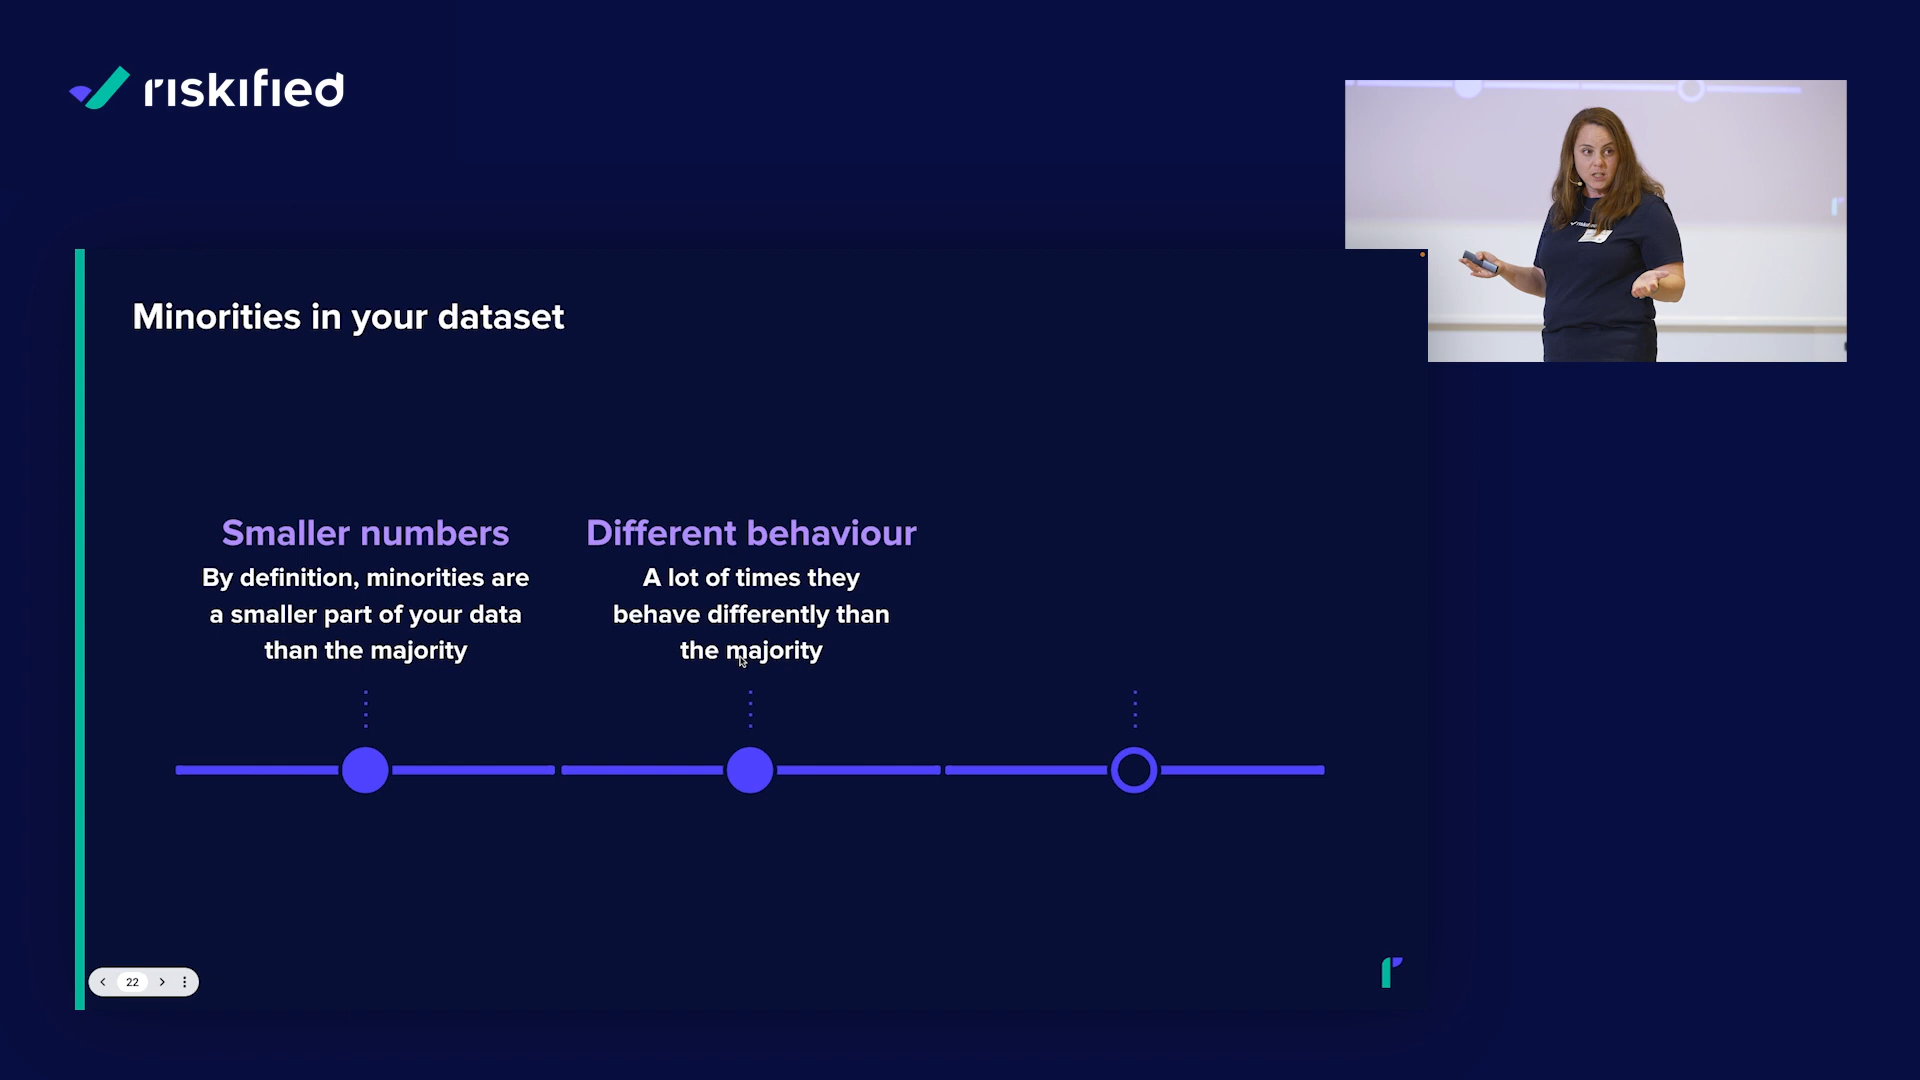 riskified
Minorities in your dataset
Smaller numbers
By definition, minorities are
a smaller part of your data
than the majority
Different behaviour
A lot of times they
behave differently than
the majority
22